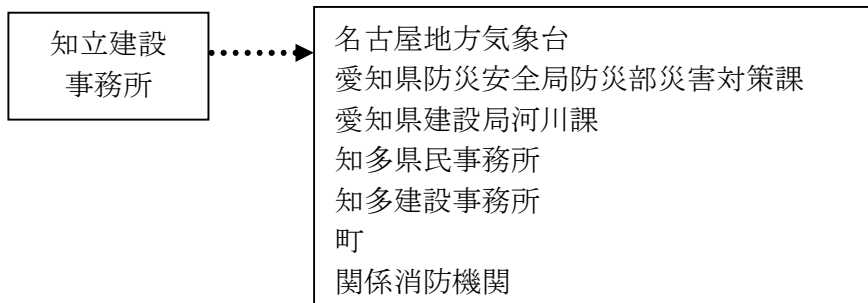 知立建設
事務所
名古屋地方気象台
愛知県防災安全局防災部災害対策課
愛知県建設局河川課
知多県民事務所
知多建設事務所
町
関係消防機関